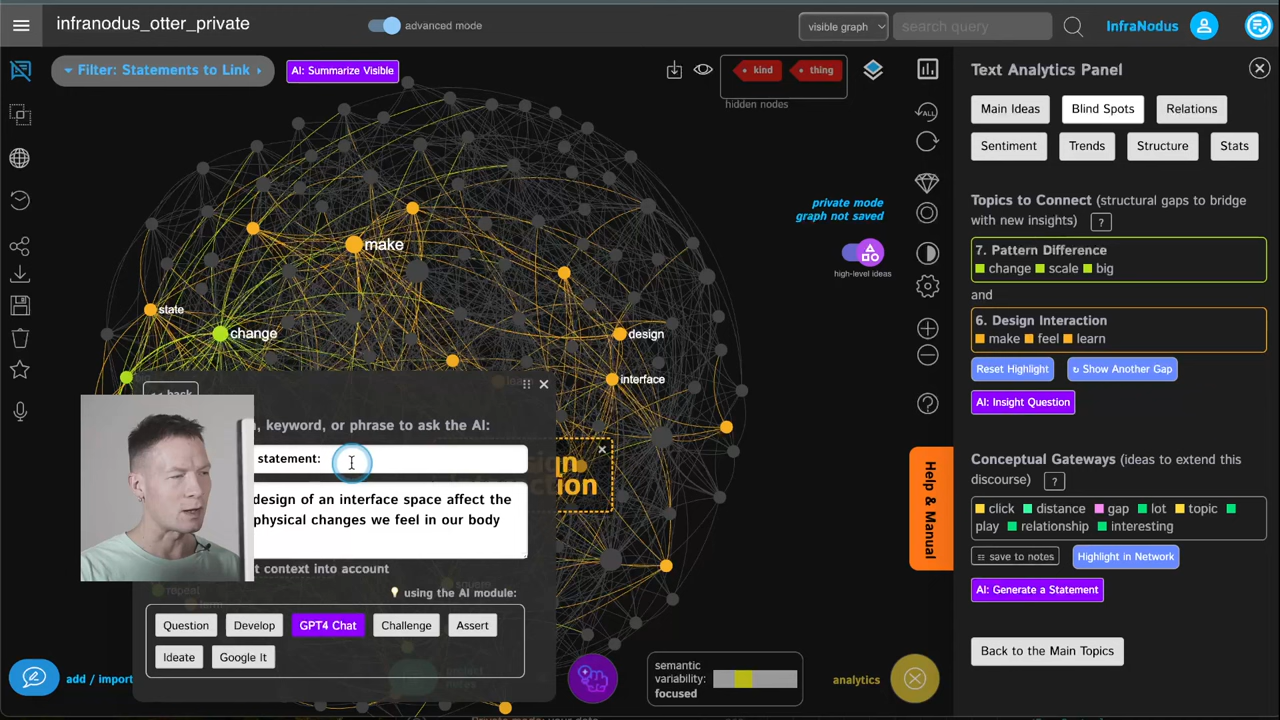 infranodus_otter_private
advanced mode
visible graph
search query
InfraNodus
Filter: Statements to Link
AI: Summarize Visible
kind
thing
hidden nodes
private mode
graph not saved
high-level ideas
make
state
change
design
interface
back
, keyword, or phrase to ask the AI:
statement:
design of an interface space affect the
physical changes we feel in our body
t context into account
using the AI module:
Question
Develop
GPT4 Chat
Challenge
Assert
Ideate
Google It
add / import
semantic
variability:
focused
analytics
Help & Manual
Text Analytics Panel
Main Ideas
Blind Spots
Relations
Sentiment
Trends
Structure
Stats
Topics to Connect (structural gaps to bridge
with new insights) ?
7. Pattern Difference
change scale big
and
6. Design Interaction
make feel learn
Reset Highlight
↻ Show Another Gap
AI: Insight Question
Conceptual Gateways (ideas to extend this
discourse) ?
click distance gap lot topic
play relationship interesting
save to notes
Highlight in Network
AI: Generate a Statement
Back to the Main Topics